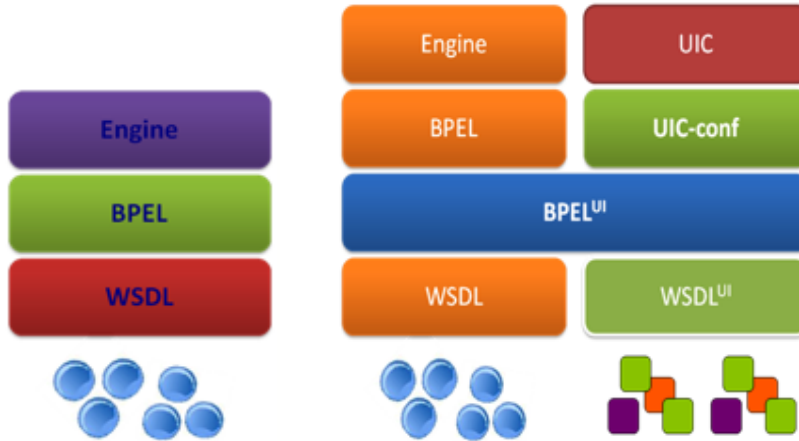 Engine
BPEL
WSDL
Engine
UIC
BPEL
UIC-conf
BPEL^UI
WSDL
WSDL^UI